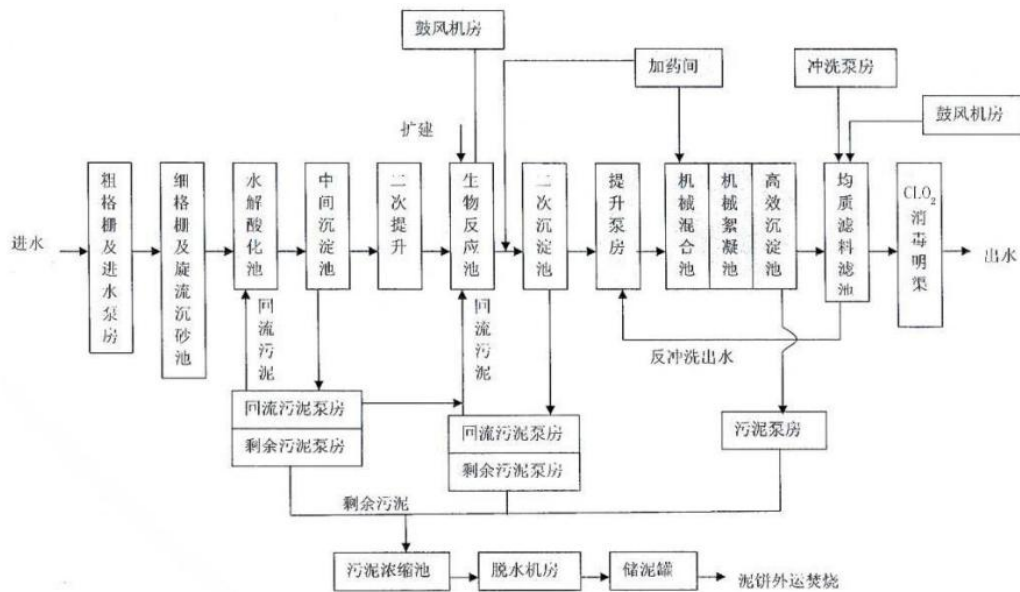 鼓风机房
加药间
冲洗泵房
鼓风机房
扩建
进水
粗格栅及进水泵房
细格栅及旋流沉砂池
水解酸化池
中间沉淀池
二次提升
生物反应池
二次沉淀池
提升泵房
机械混合池
机械絮凝池
高效沉淀池
均质滤料滤池
CLO2消毒明渠
出水
回流污泥
回流污泥
反冲洗出水
回流污泥泵房
剩余污泥泵房
回流污泥泵房
剩余污泥泵房
污泥泵房
剩余污泥
污泥浓缩池
脱水机房
储泥罐
泥饼外运焚烧